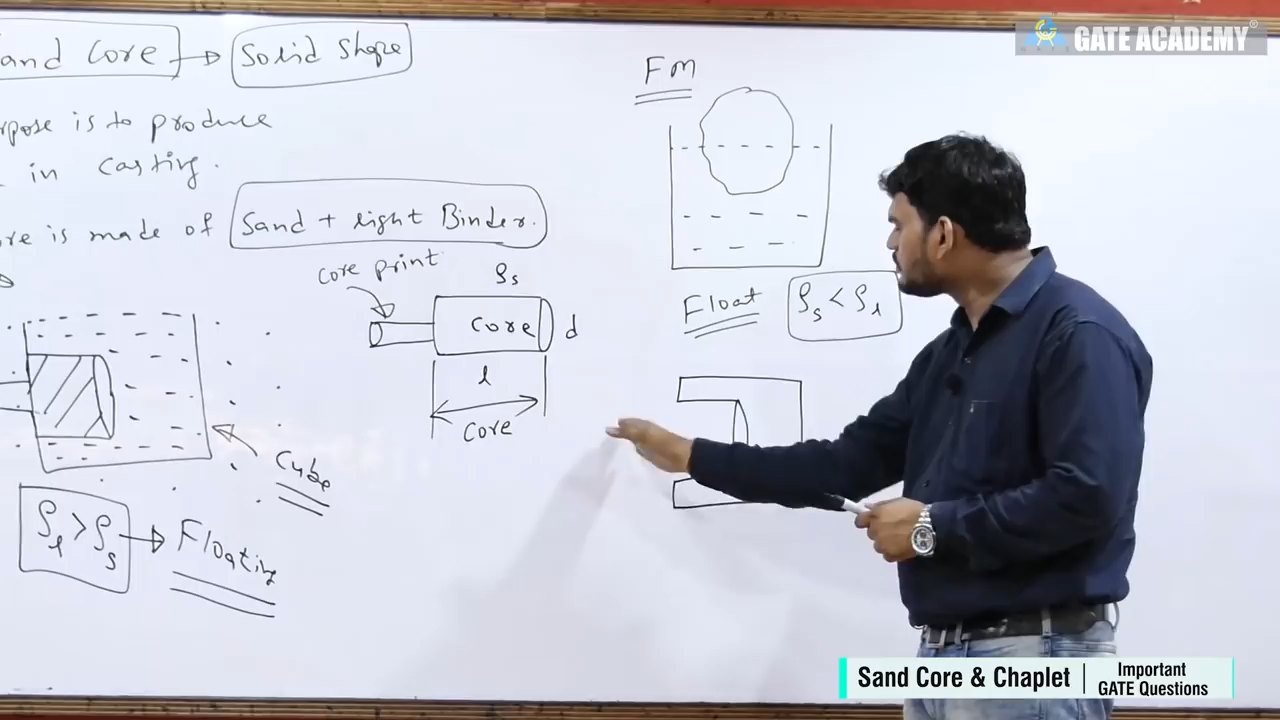 and Core → Solid Shape
rpose is to produce
in casting.
re is made of Sand + light Binder.
core print
ρs
Core
d
l
Core
Cube
ρl > ρs → Floating
FM
Float
ρs < ρl
GATE ACADEMY®
Sand Core & Chaplet
Important
GATE Questions